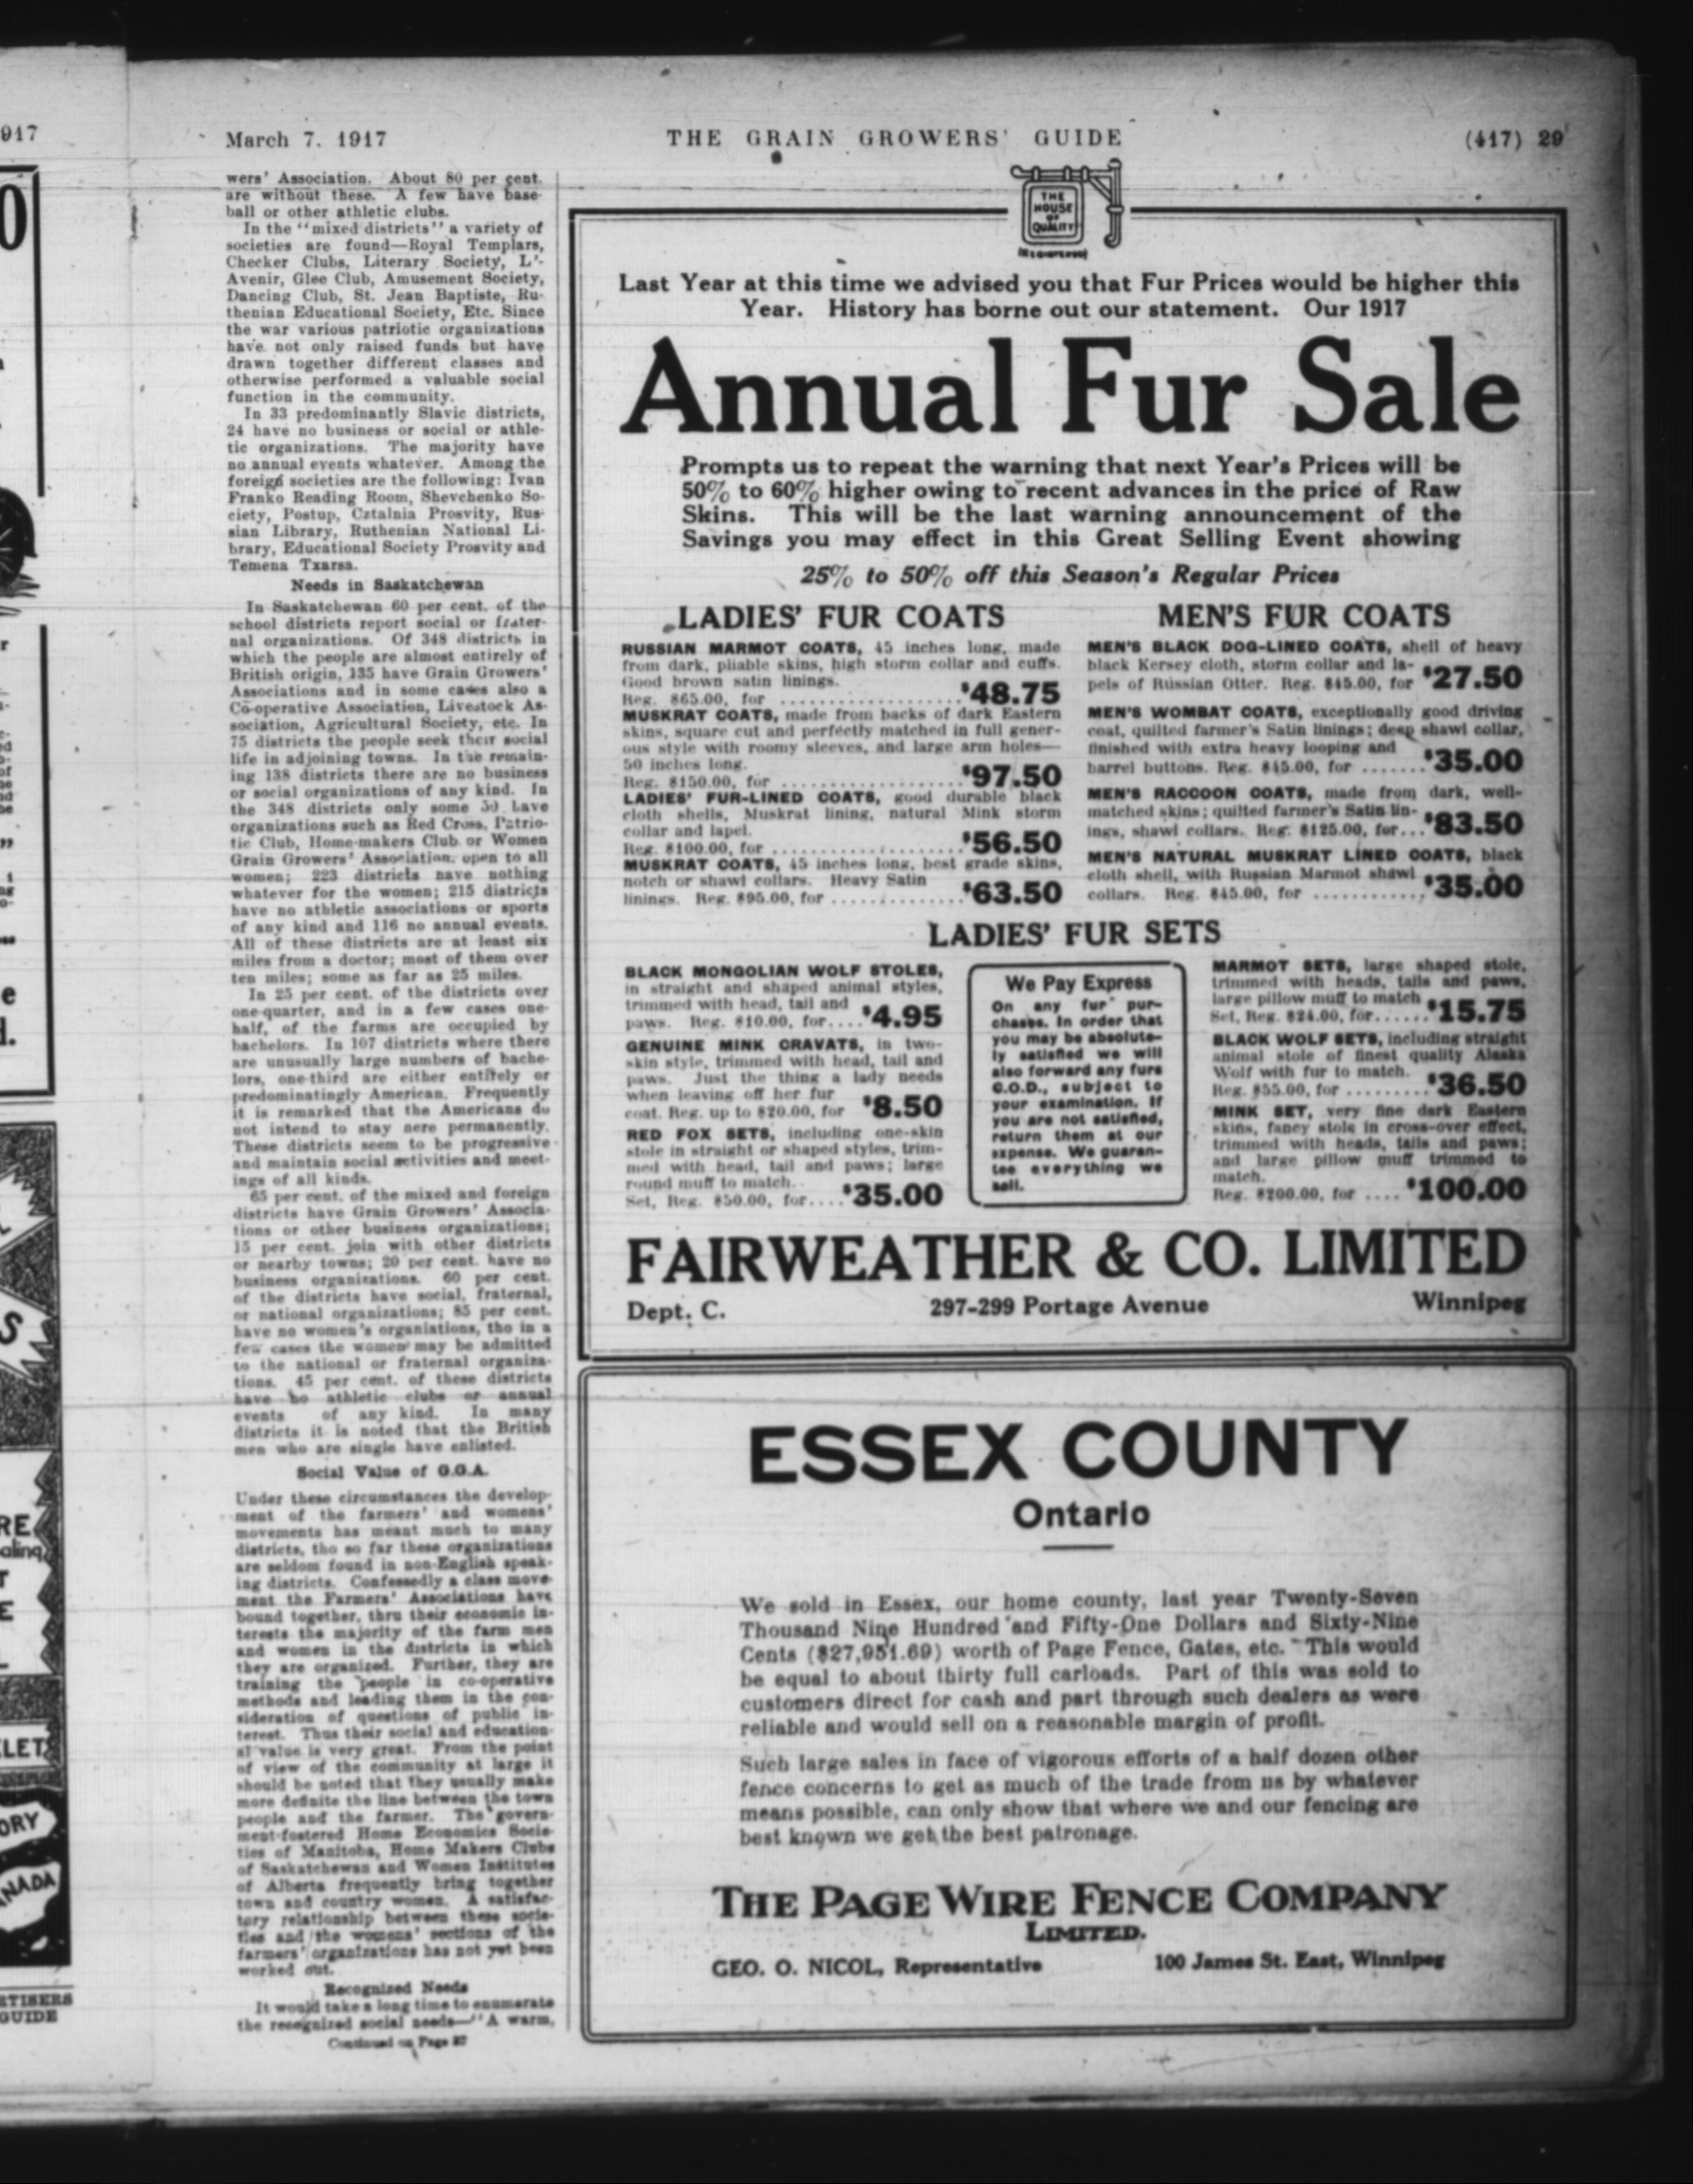 917
March 7. 1917
THE GRAIN GROWERS' GUIDE
(417) 29
wers' Association. About 80 per cent.
are without these. A few have base-
ball or other athletic clubs.
In the "mixed districts" a variety of
societies are found—Royal Templars,
Checker Clubs, Literary Society, L'-
Avenir, Glee Club, Amusement Society,
Dancing Club, St. Jean Baptiste, Ru-
thenian Educational Society, Etc. Since
the war various patriotic organizations
have not only raised funds but have
drawn together different classes and
otherwise performed a valuable social
function in the community.
In 33 predominantly Slavic districts,
24 have no business or social or athle-
tic organizations. The majority have
no annual events whatever. Among the
foreign societies are the following: Ivan
Franko Reading Room, Shevchenko So-
ciety, Postup, Cztalnia Prosvity, Rus-
sian Library, Ruthenian National Li-
brary, Educational Society Prosvity and
Temena Txarsa.
Needs in Saskatchewan
In Saskatchewan 60 per cent. of the
school districts report social or frater-
nal organizations. Of 348 districts in
which the people are almost entirely of
British origin, 135 have Grain Growers'
Associations and in some cases also a
Co-operative Association, Livestock As-
sociation, Agricultural Society, etc. In
75 districts the people seek their social
life in adjoining towns. In the remain-
ing 138 districts there are no business
or social organizations of any kind. In
the 348 districts only some 50 have
organizations such as Red Cross, Patrio-
tic Club, Home-makers Club or Women
Grain Growers' Association, open to all
women; 223 districts have nothing
whatever for the women; 215 districts
have no athletic associations or sports
of any kind and 116 no annual events.
All of these districts are at least six
miles from a doctor; most of them over
ten miles; some as far as 25 miles.
In 25 per cent. of the districts over
one-quarter, and in a few cases one-
half, of the farms are occupied by
bachelors. In 107 districts where there
are unusually large numbers of bache-
lors, one-third are either entirely or
predominatingly American. Frequently
it is remarked that the Americans do
not intend to stay here permanently.
These districts seem to be progressive
and maintain social activities and meet-
ings of all kinds.
65 per cent. of the mixed and foreign
districts have Grain Growers' Associa-
tions or other business organizations;
15 per cent. join with other districts
or nearby towns; 20 per cent. have no
business organizations. 60 per cent.
of the districts have social, fraternal,
or national organizations; 85 per cent.
have no women's organiations, tho in a
few cases the women may be admitted
to the national or fraternal organiza-
tions. 45 per cent. of these districts
have no athletic clubs or annual
events of any kind. In many
districts it is noted that the British
men who are single have enlisted.
Social Value of G.G.A.
Under these circumstances the develop-
ment of the farmers' and womens'
movements has meant much to many
districts, tho so far these organizations
are seldom found in non-English speak-
ing districts. Confessedly a class move-
ment the Farmers' Associations have
bound together, thru their economic in-
terests the majority of the farm men
and women in the districts in which
they are organized. Further, they are
training the people in co-operative
methods and leading them in the con-
sideration of questions of public in-
terest. Thus their social and education-
al value is very great. From the point
of view of the community at large it
should be noted that they usually make
more definite the line between the town
people and the farmer. The govern-
ment-fostered Home Economics Socie-
ties of Manitoba, Home Makers Clubs
of Saskatchewan and Women Institutes
of Alberta frequently bring together
town and country women. A satisfac-
tory relationship between these socie-
ties and the womens' sections of the
farmers' organizations has not yet been
worked out.
Recognized Needs
It would take a long time to enumerate
the recognized social needs—"A warm,
Continued on Page 37
THE
HOUSE
OF
QUALITY
(REGISTERED)
Last Year at this time we advised you that Fur Prices would be higher this
Year. History has borne out our statement. Our 1917
Annual Fur Sale
Prompts us to repeat the warning that next Year's Prices will be
50% to 60% higher owing to recent advances in the price of Raw
Skins. This will be the last warning announcement of the
Savings you may effect in this Great Selling Event showing
25% to 50% off this Season's Regular Prices
LADIES' FUR COATS
RUSSIAN MARMOT COATS, 45 inches long, made
from dark, pliable skins, high storm collar and cuffs.
Good brown satin linings.
Reg. $65.00, for .................... $48.75
MUSKRAT COATS, made from backs of dark Eastern
skins, square cut and perfectly matched in full gener-
ous style with roomy sleeves, and large arm holes—
50 inches long.
Reg. $150.00, for .................... $97.50
LADIES' FUR-LINED COATS, good durable black
cloth shells, Muskrat lining, natural Mink storm
collar and lapel.
Reg. $100.00, for .................... $56.50
MUSKRAT COATS, 45 inches long, best grade skins,
notch or shawl collars. Heavy Satin
linings. Reg. $95.00, for .............. $63.50
MEN'S FUR COATS
MEN'S BLACK DOG-LINED COATS, shell of heavy
black Kersey cloth, storm collar and la-
pels of Russian Otter. Reg. $45.00, for $27.50
MEN'S WOMBAT COATS, exceptionally good driving
coat, quilted farmer's Satin linings; deep shawl collar,
finished with extra heavy looping and
barrel buttons. Reg. $45.00, for ....... $35.00
MEN'S RACCOON COATS, made from dark, well-
matched skins; quilted farmer's Satin lin-
ings, shawl collars. Reg. $125.00, for... $83.50
MEN'S NATURAL MUSKRAT LINED COATS, black
cloth shell, with Russian Marmot shawl
collars. Reg. $45.00, for ............ $35.00
LADIES' FUR SETS
BLACK MONGOLIAN WOLF STOLES,
in straight and shaped animal styles,
trimmed with head, tail and
paws. Reg. $10.00, for.... $4.95
GENUINE MINK CRAVATS, in two-
skin style, trimmed with head, tail and
paws. Just the thing a lady needs
when leaving off her fur
coat. Reg. up to $20.00, for $8.50
RED FOX SETS, including one-skin
stole in straight or shaped styles, trim-
med with head, tail and paws; large
round muff to match.
Set, Reg. $50.00, for.... $35.00
We Pay Express
On any fur pur-
chases. In order that
you may be absolute-
ly satisfied we will
also forward any furs
C.O.D., subject to
your examination. If
you are not satisfied,
return them at our
expense. We guaran-
tee everything we
sell.
MARMOT SETS, large shaped stole,
trimmed with heads, tails and paws,
large pillow muff to match
Set, Reg. $24.00, for...... $15.75
BLACK WOLF SETS, including straight
animal stole of finest quality Alaska
Wolf with fur to match.
Reg. $55.00, for ......... $36.50
MINK SET, very fine dark Eastern
skins, fancy stole in cross-over effect,
trimmed with heads, tails and paws;
and large pillow muff trimmed to
match.
Reg. $200.00, for .... $100.00
FAIRWEATHER & CO. LIMITED
Dept. C. 297-299 Portage Avenue Winnipeg
ESSEX COUNTY
Ontario
We sold in Essex, our home county, last year Twenty-Seven
Thousand Nine Hundred and Fifty-One Dollars and Sixty-Nine
Cents ($27,951.69) worth of Page Fence, Gates, etc. This would
be equal to about thirty full carloads. Part of this was sold to
customers direct for cash and part through such dealers as were
reliable and would sell on a reasonable margin of profit.
Such large sales in face of vigorous efforts of a half dozen other
fence concerns to get as much of the trade from us by whatever
means possible, can only show that where we and our fencing are
best known we get the best patronage.
THE PAGE WIRE FENCE COMPANY
LIMITED.
GEO. O. NICOL, Representative 100 James St. East, Winnipeg